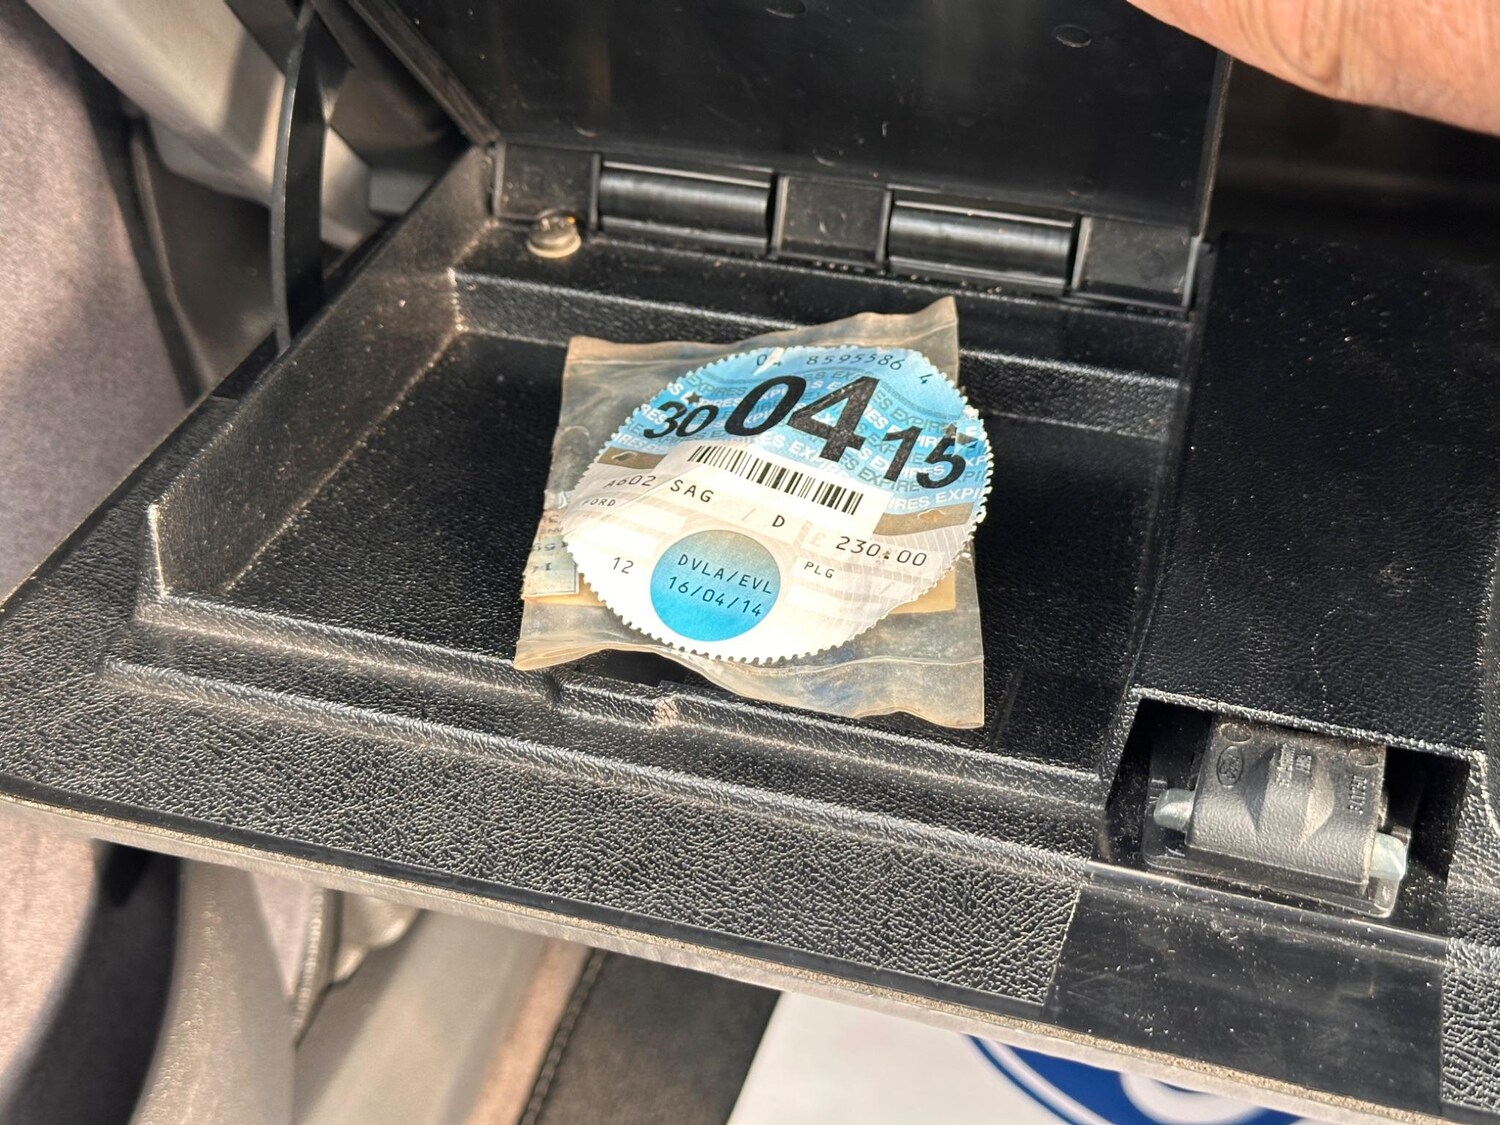 04 8595586 4
30 04 15
EXPIRES EXPIRES EXPIRES
A602 SAG
FORD
D
£ 230:00
12
PLG
DVLA/EVL
16/04/14